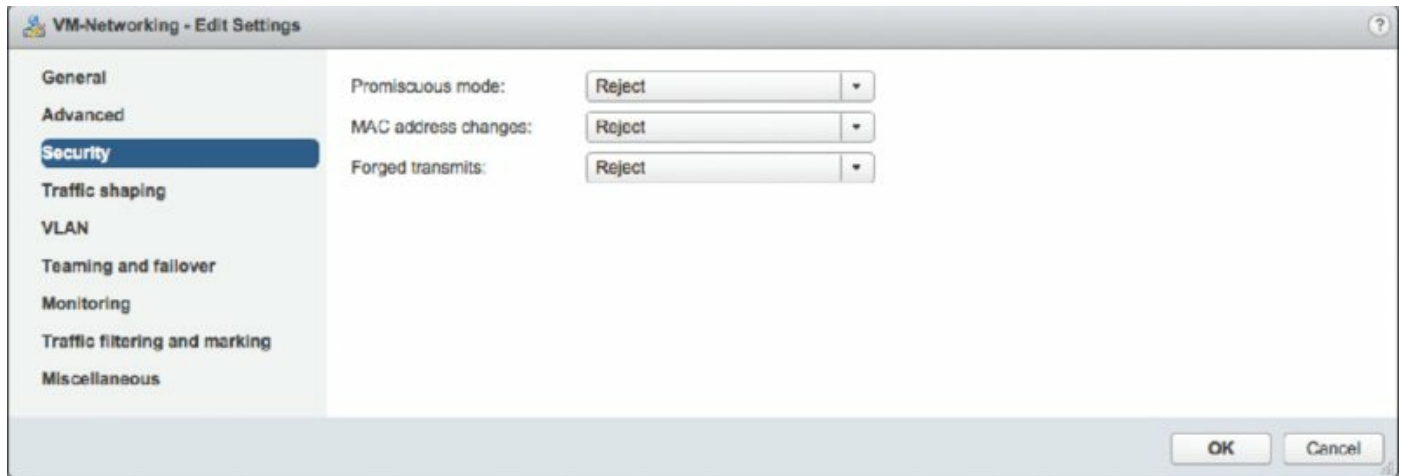 VM-Networking - Edit Settings
?
General
Advanced
Security
Traffic shaping
VLAN
Teaming and failover
Monitoring
Traffic filtering and marking
Miscellaneous
Promiscuous mode: Reject
MAC address changes: Reject
Forged transmits: Reject
OK Cancel